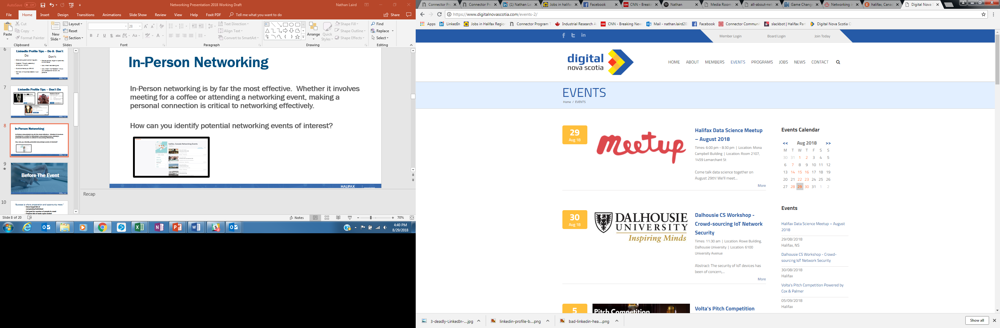 AutoSave Off
Networking Presentation 2018 Working Draft
Nathan Laird
File Home Insert Design Transitions Animations Slide Show Review View Help Foxit PDF Tell me what you want to do Share
Cut
Copy
Format Painter
Paste
Clipboard
New
Slide
Layout
Reset
Section
Slides
28
B I U S abc AV Aa A
Font
Text Direction
Align Text
Convert to SmartArt
Paragraph
Arrange
Quick
Styles
Shape Fill
Shape Outline
Shape Effects
Drawing
Find
Replace
Select
Editing
6
LinkedIn Profile Tips – Do & Don't
Do:
Don't:
7
LinkedIn Profile Tips – Don't Do
8
In-Person Networking
9
Before The Event
10
"Success is where preparation and opportunity meet."
In-Person Networking
In-Person networking is by far the most effective.  Whether it involves
meeting for a coffee or attending a networking event, making a
personal connection is critical to networking effectively.
How can you identify potential networking events of interest?
halifax, Canada Networking Events
HALIFAX
Recap
Slide 8 of 20
Notes
70%
4:40 PM
8/29/2018
Connector Pr
Connector Pr
(1) Nathan La
Jobs in halifa
Facebook
CNN - Break
Nathan
Media Room
all-about-net
Game Chang
Networking i
halifax, Cana
Digital Nova
https://www.digitalnovascotia.com/events-2/
Apps
LinkedIn
Jobs in Halifax Regio
Connector Program
Industrial Research A
CNN - Breaking New
Mail - nathan.laird20
Facebook
Connector Communi
slackbot | Halifax Par
Digital Nova Scotia
Member Login
Board Login
Join Today
digital
nova scotia
HOME ABOUT MEMBERS EVENTS PROGRAMS JOBS NEWS CONTACT
EVENTS
Home / EVENTS
29
Aug 18
meetup
Halifax Data Science Meetup
– August 2018
Times: 6:00 pm - 8:30 pm | Location: Mona
Campbell Building | Location: Room 2107,
1459 Lemarchant St
Come talk data science together on
August 29th! We'll meet...
More
30
Aug 18
DALHOUSIE
UNIVERSITY
Inspiring Minds
Dalhousie CS Workshop -
Crowd-sourcing IoT Network
Security
Times: 11:30 am | Location: Rowe Building,
Dalhousie University | Location: 6100
University Avenue
Abstract: The security of IoT devices has
been of concern,...
More
5
Pitch Competition
Volta's Pitch Competition
Events Calendar
<< Aug 2018 >>
M T W T F S S
30 31 1 2 3 4 5
6 7 8 9 10 11 12
13 14 15 16 17 18 19
20 21 22 23 24 25 26
27 28 29 30 31 1 2
Events
Halifax Data Science Meetup – August
2018
29/08/2018
Halifax, NS
Dalhousie CS Workshop - Crowd-
sourcing IoT Network Security
30/08/2018
Halifax
Volta's Pitch Competition Powered by
Cox & Palmer
05/09/2018
Halifax
3-deadly-LinkedIn-....jpg
linkedin-profile-b....png
bad-linkedin-hea....png
Show all